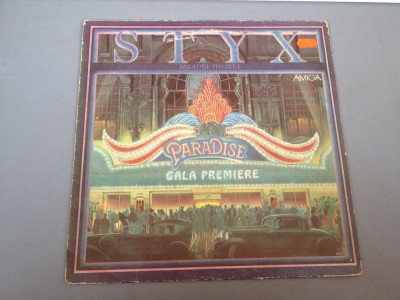 STYX
PARADISE THEATRE
AMIGA
PARADISE
GALA PREMIERE